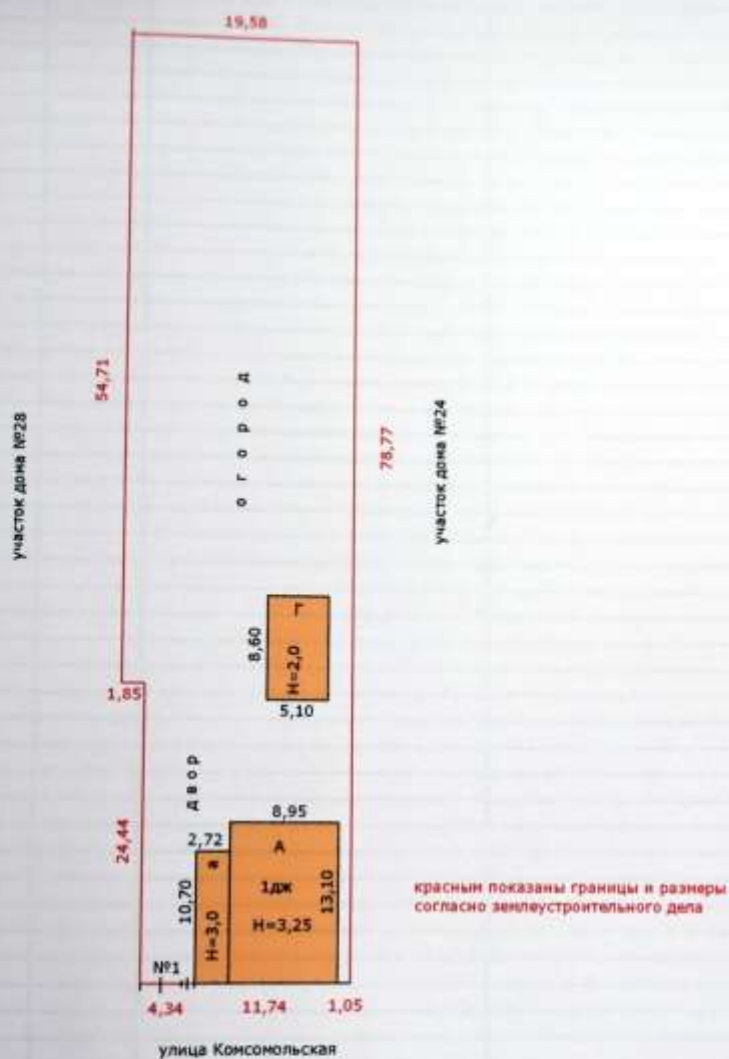 19,58
54,71
участок дома №28
огород
78,77
участок дома №24
Г
8,60
Н=2,0
5,10
1,85
двор
24,44
8,95
2,72
А
а
1дж
10,70
Н=3,0
Н=3,25
13,10
красным показаны границы и размеры
согласно землеустроительного дела
№1
4,34
11,74
1,05
улица Комсомольская